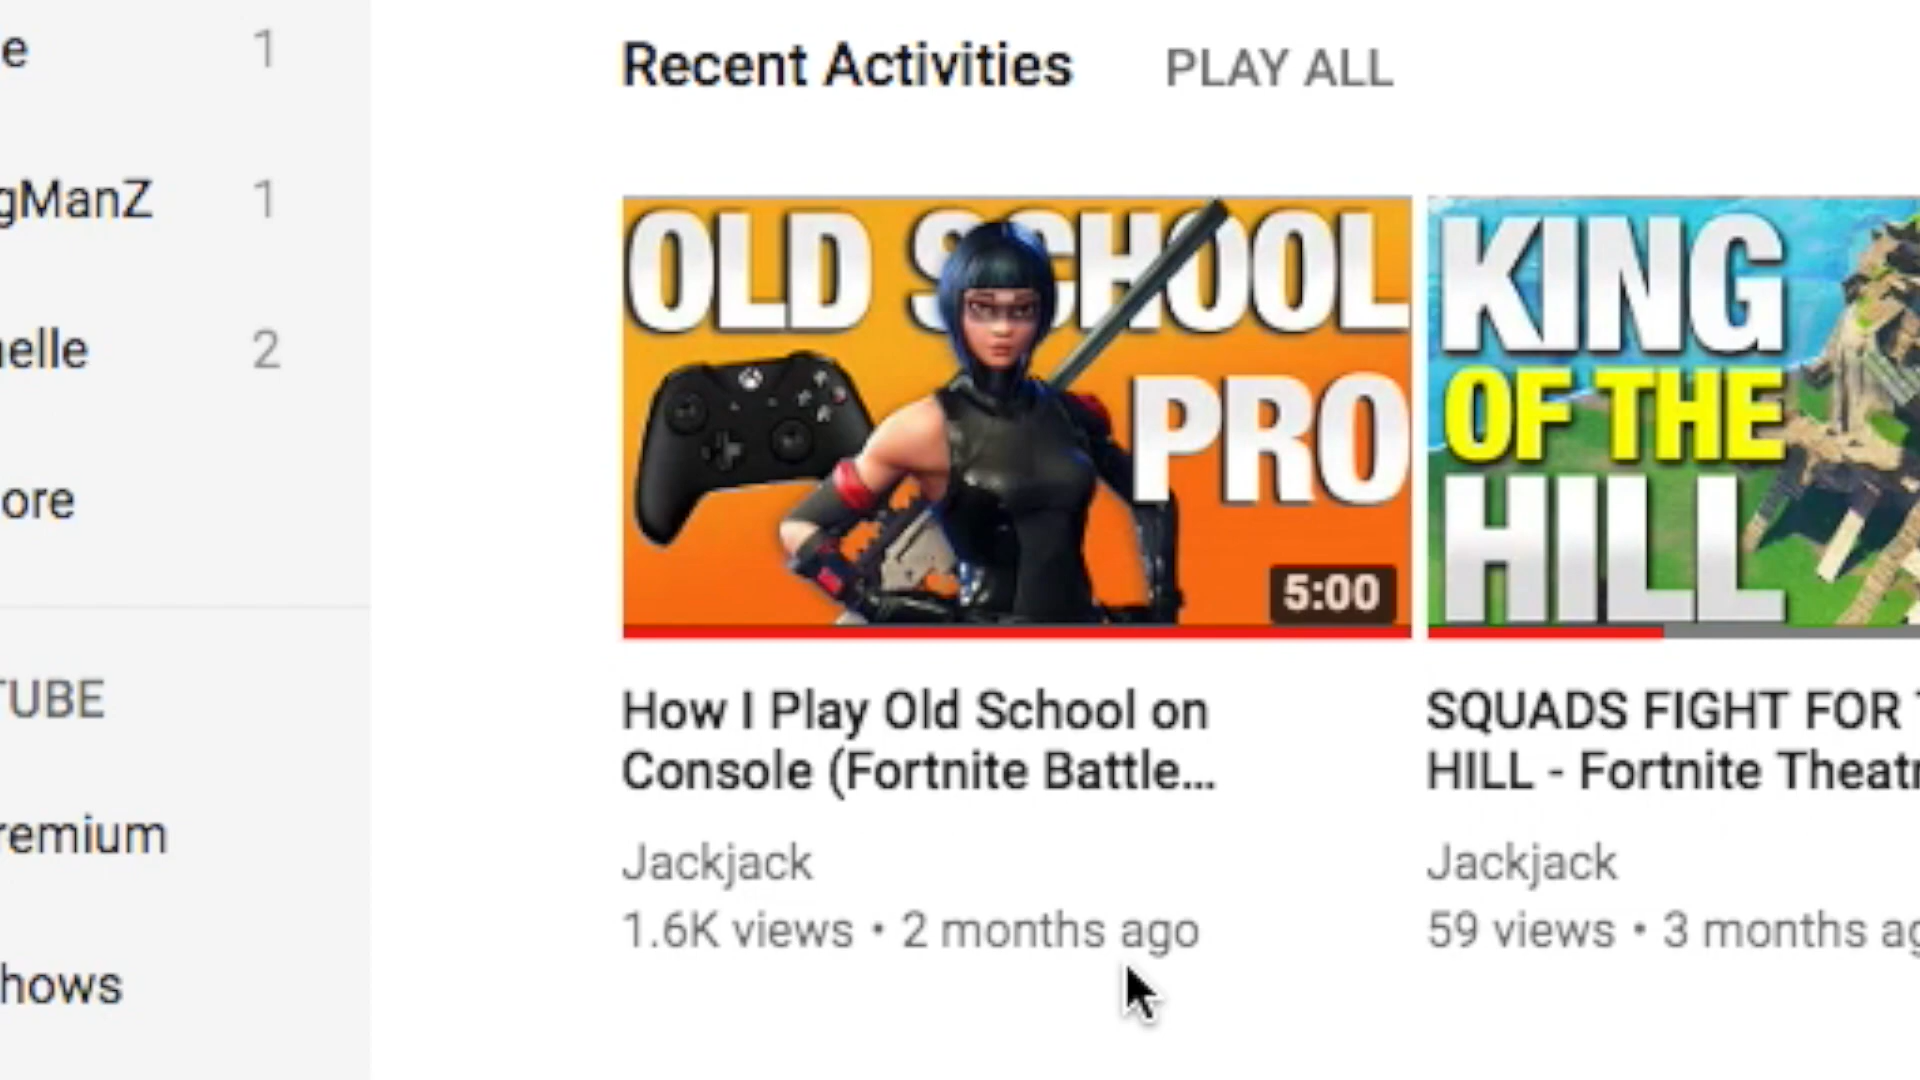 e 1
gManZ 1
elle 2
ore
TUBE
remium
hows
Recent Activities PLAY ALL
OLD SCHOOL
PRO
5:00
How I Play Old School on
Console (Fortnite Battle...
Jackjack
1.6K views • 2 months ago
KING
OF THE
HILL
SQUADS FIGHT FOR
HILL - Fortnite Theat
Jackjack
59 views • 3 months ag